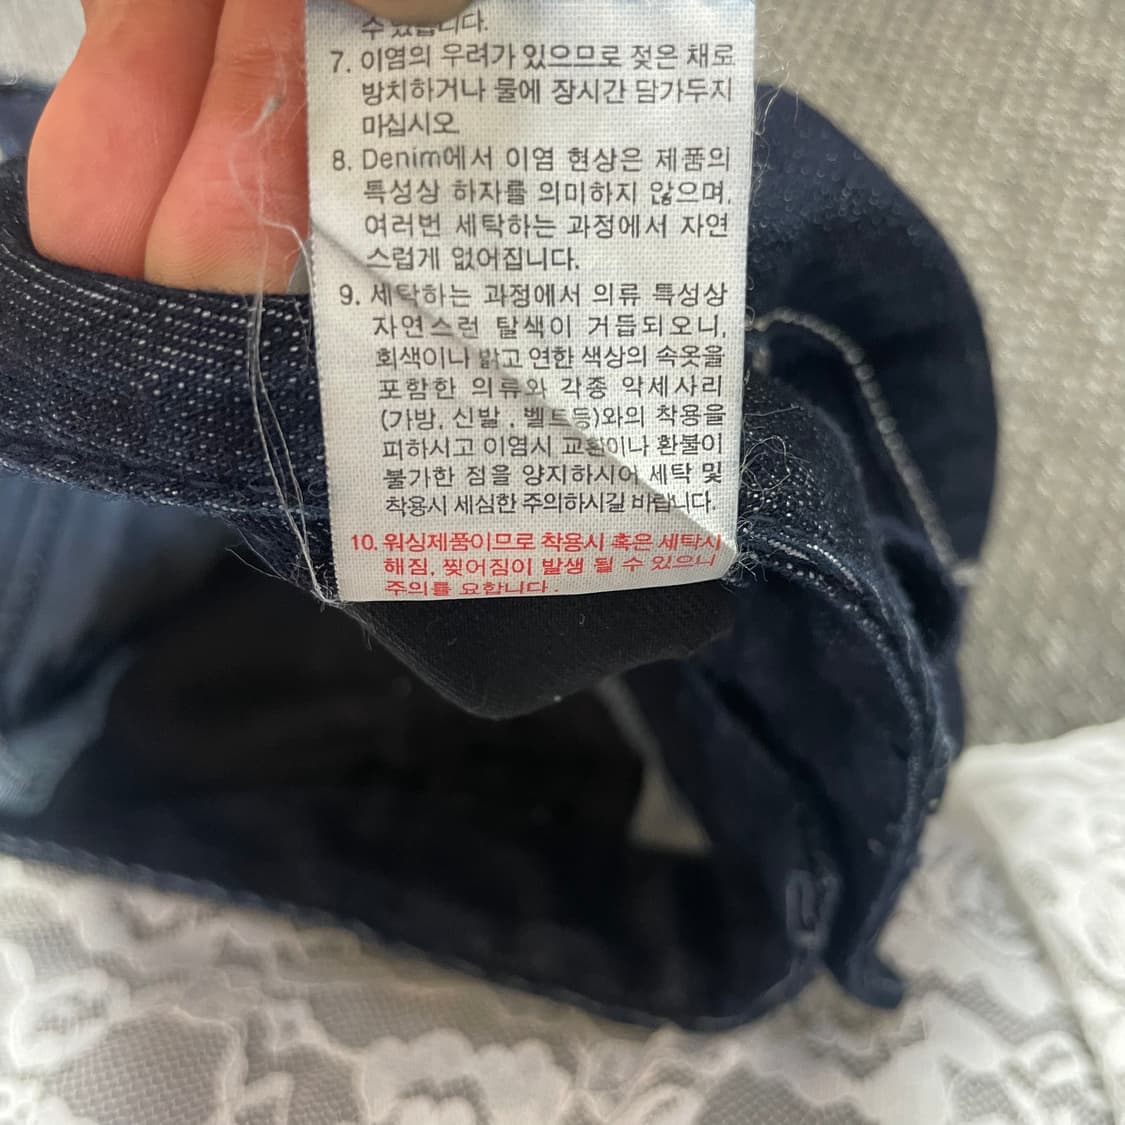 수 있습니다.
7. 이염의 우려가 있으므로 젖은 채로
방치하거나 물에 장시간 담가두지
마십시오.
8. Denim에서 이염 현상은 제품의
특성상 하자를 의미하지 않으며,
여러번 세탁하는 과정에서 자연
스럽게 없어집니다.
9. 세탁하는 과정에서 의류 특성상
자연스런 탈색이 거듭되오니,
회색이나 밝고 연한 색상의 속옷을
포함한 의류와 각종 악세사리
(가방, 신발, 벨트등)와의 착용을
피하시고 이염시 교환이나 환불이
불가한 점을 양지하시어 세탁 및
착용시 세심한 주의하시길 바랍니다.
10. 워싱제품이므로 착용시 혹은 세탁시
해짐, 찢어짐이 발생 될 수 있으니
주의를 요합니다.